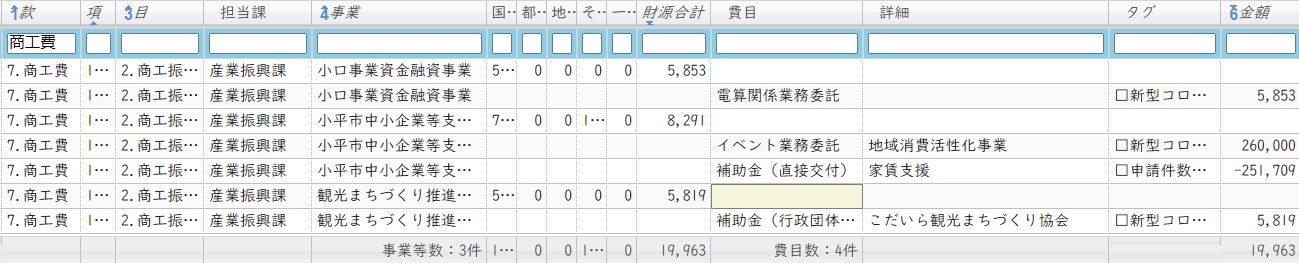 1款 項 3目 担当課 4事業 国‥ 都‥ 地‥ そ‥ 一‥ 財源合計 費目 詳細 タグ 6金額
商工費
7.商工費 1… 2.商工振… 産業振興課 小口事業資金融資事業 5… 0 0 0 0 5,853
7.商工費 1… 2.商工振… 産業振興課 小口事業資金融資事業 電算関係業務委託 □新型コロ… 5,853
7.商工費 1… 2.商工振… 産業振興課 小平市中小企業等支… 7… 0 0 1… 0 8,291
7.商工費 1… 2.商工振… 産業振興課 小平市中小企業等支… イベント業務委託 地域消費活性化事業 □新型コロ… 260,000
7.商工費 1… 2.商工振… 産業振興課 小平市中小企業等支… 補助金（直接交付） 家賃支援 □申請件数… -251,709
7.商工費 1… 2.商工振… 産業振興課 観光まちづくり推進… 5… 0 0 0 0 5,819
7.商工費 1… 2.商工振… 産業振興課 観光まちづくり推進… 補助金（行政団体… こだいら観光まちづくり協会 □新型コロ… 5,819
事業等数：3件 1… 0 0 1… 0 19,963 費目数：4件 19,963